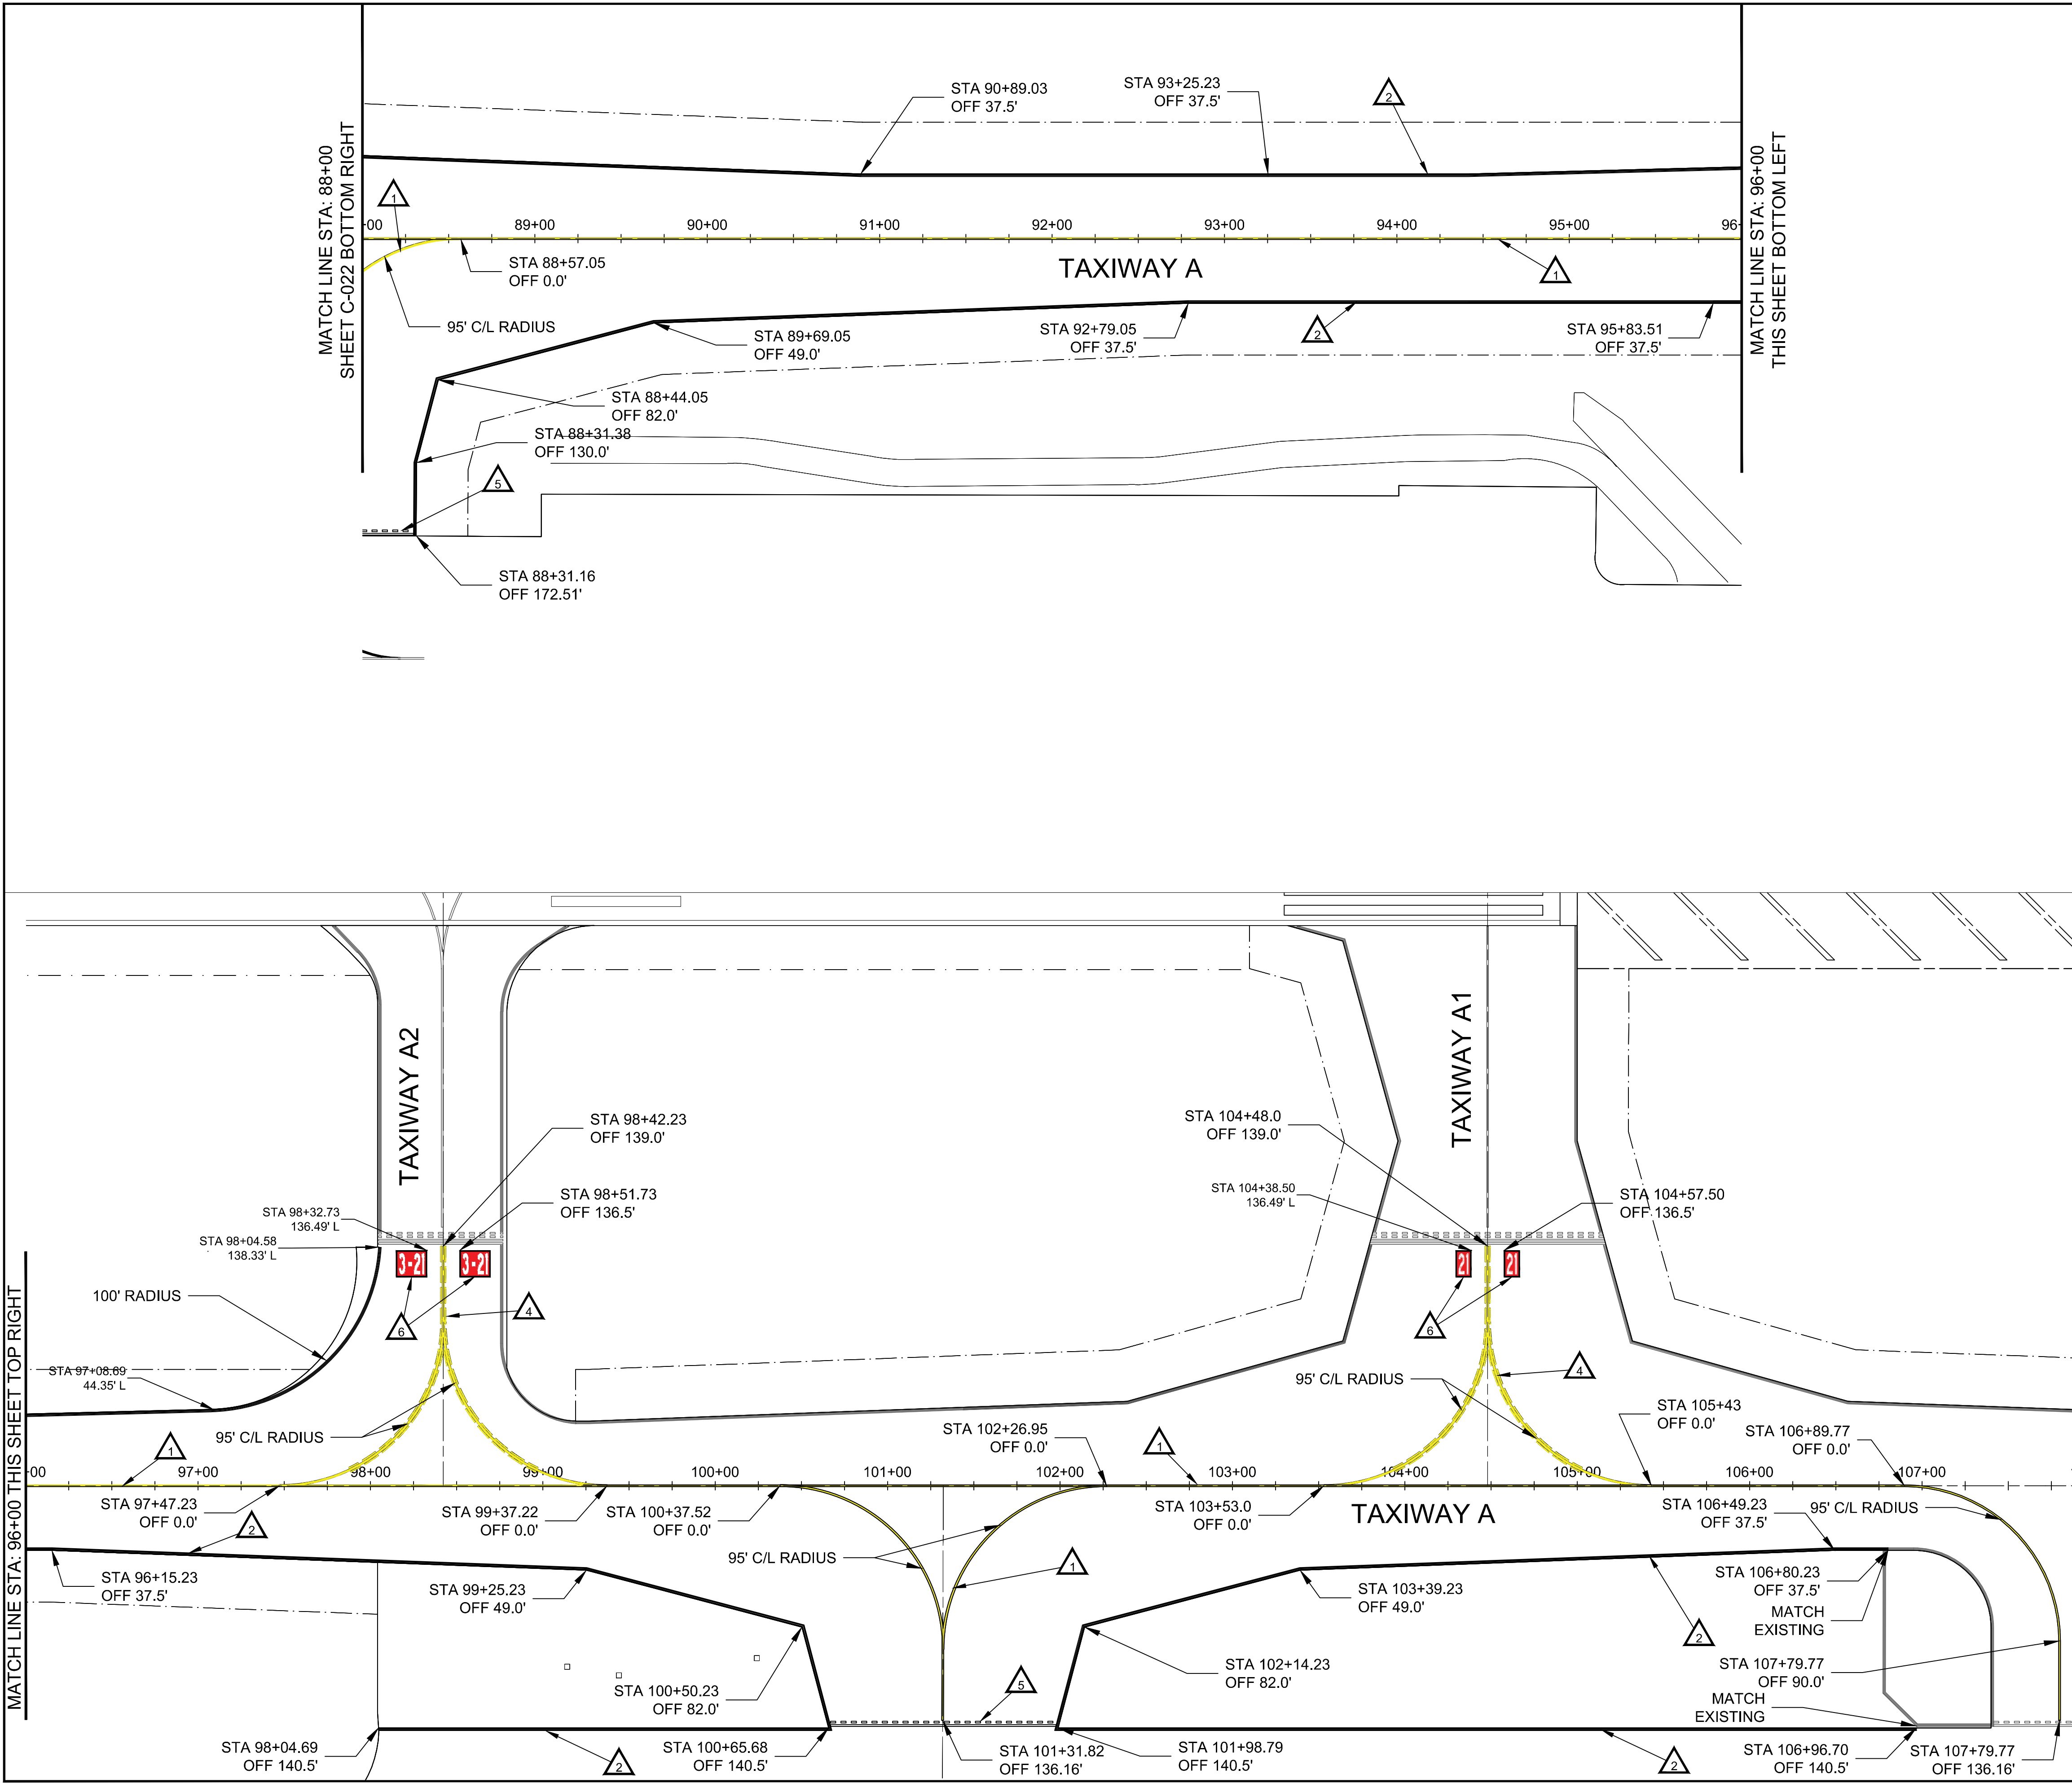 STA 90+89.03
OFF 37.5'
STA 93+25.23
OFF 37.5'
2
MATCH LINE STA: 88+00
SHEET C-022 BOTTOM RIGHT
MATCH LINE STA: 96+00
THIS SHEET BOTTOM LEFT
1
+00
89+00
90+00
91+00
92+00
93+00
94+00
95+00
96+
STA 88+57.05
OFF 0.0'
TAXIWAY A
1
95' C/L RADIUS
STA 89+69.05
OFF 49.0'
STA 92+79.05
OFF 37.5'
2
STA 95+83.51
OFF 37.5'
STA 88+44.05
OFF 82.0'
STA 88+31.38
OFF 130.0'
5
STA 88+31.16
OFF 172.51'
TAXIWAY A2
TAXIWAY A1
STA 98+42.23
OFF 139.0'
STA 104+48.0
OFF 139.0'
STA 98+51.73
OFF 136.5'
STA 98+32.73
136.49' L
STA 98+04.58
138.33' L
STA 104+38.50
136.49' L
STA 104+57.50
OFF 136.5'
3-21
3-21
21
21
100' RADIUS
6
4
6
4
STA 97+08.69
44.35' L
95' C/L RADIUS
95' C/L RADIUS
MATCH LINE STA: 96+00 THIS SHEET TOP RIGHT
1
STA 102+26.95
OFF 0.0'
1
STA 105+43
OFF 0.0'
STA 106+89.77
OFF 0.0'
+00
97+00
98+00
99+00
100+00
101+00
102+00
103+00
104+00
105+00
106+00
107+00
STA 97+47.23
OFF 0.0'
2
STA 99+37.22
OFF 0.0'
STA 100+37.52
OFF 0.0'
STA 103+53.0
OFF 0.0'
TAXIWAY A
STA 106+49.23
OFF 37.5'
95' C/L RADIUS
STA 96+15.23
OFF 37.5'
STA 99+25.23
OFF 49.0'
95' C/L RADIUS
1
STA 103+39.23
OFF 49.0'
STA 106+80.23
OFF 37.5'
MATCH
EXISTING
2
STA 100+50.23
OFF 82.0'
5
STA 102+14.23
OFF 82.0'
STA 107+79.77
OFF 90.0'
MATCH
EXISTING
STA 98+04.69
OFF 140.5'
2
STA 100+65.68
OFF 140.5'
STA 101+31.82
OFF 136.16'
STA 101+98.79
OFF 140.5'
2
STA 106+96.70
OFF 140.5'
STA 107+79.77
OFF 136.16'